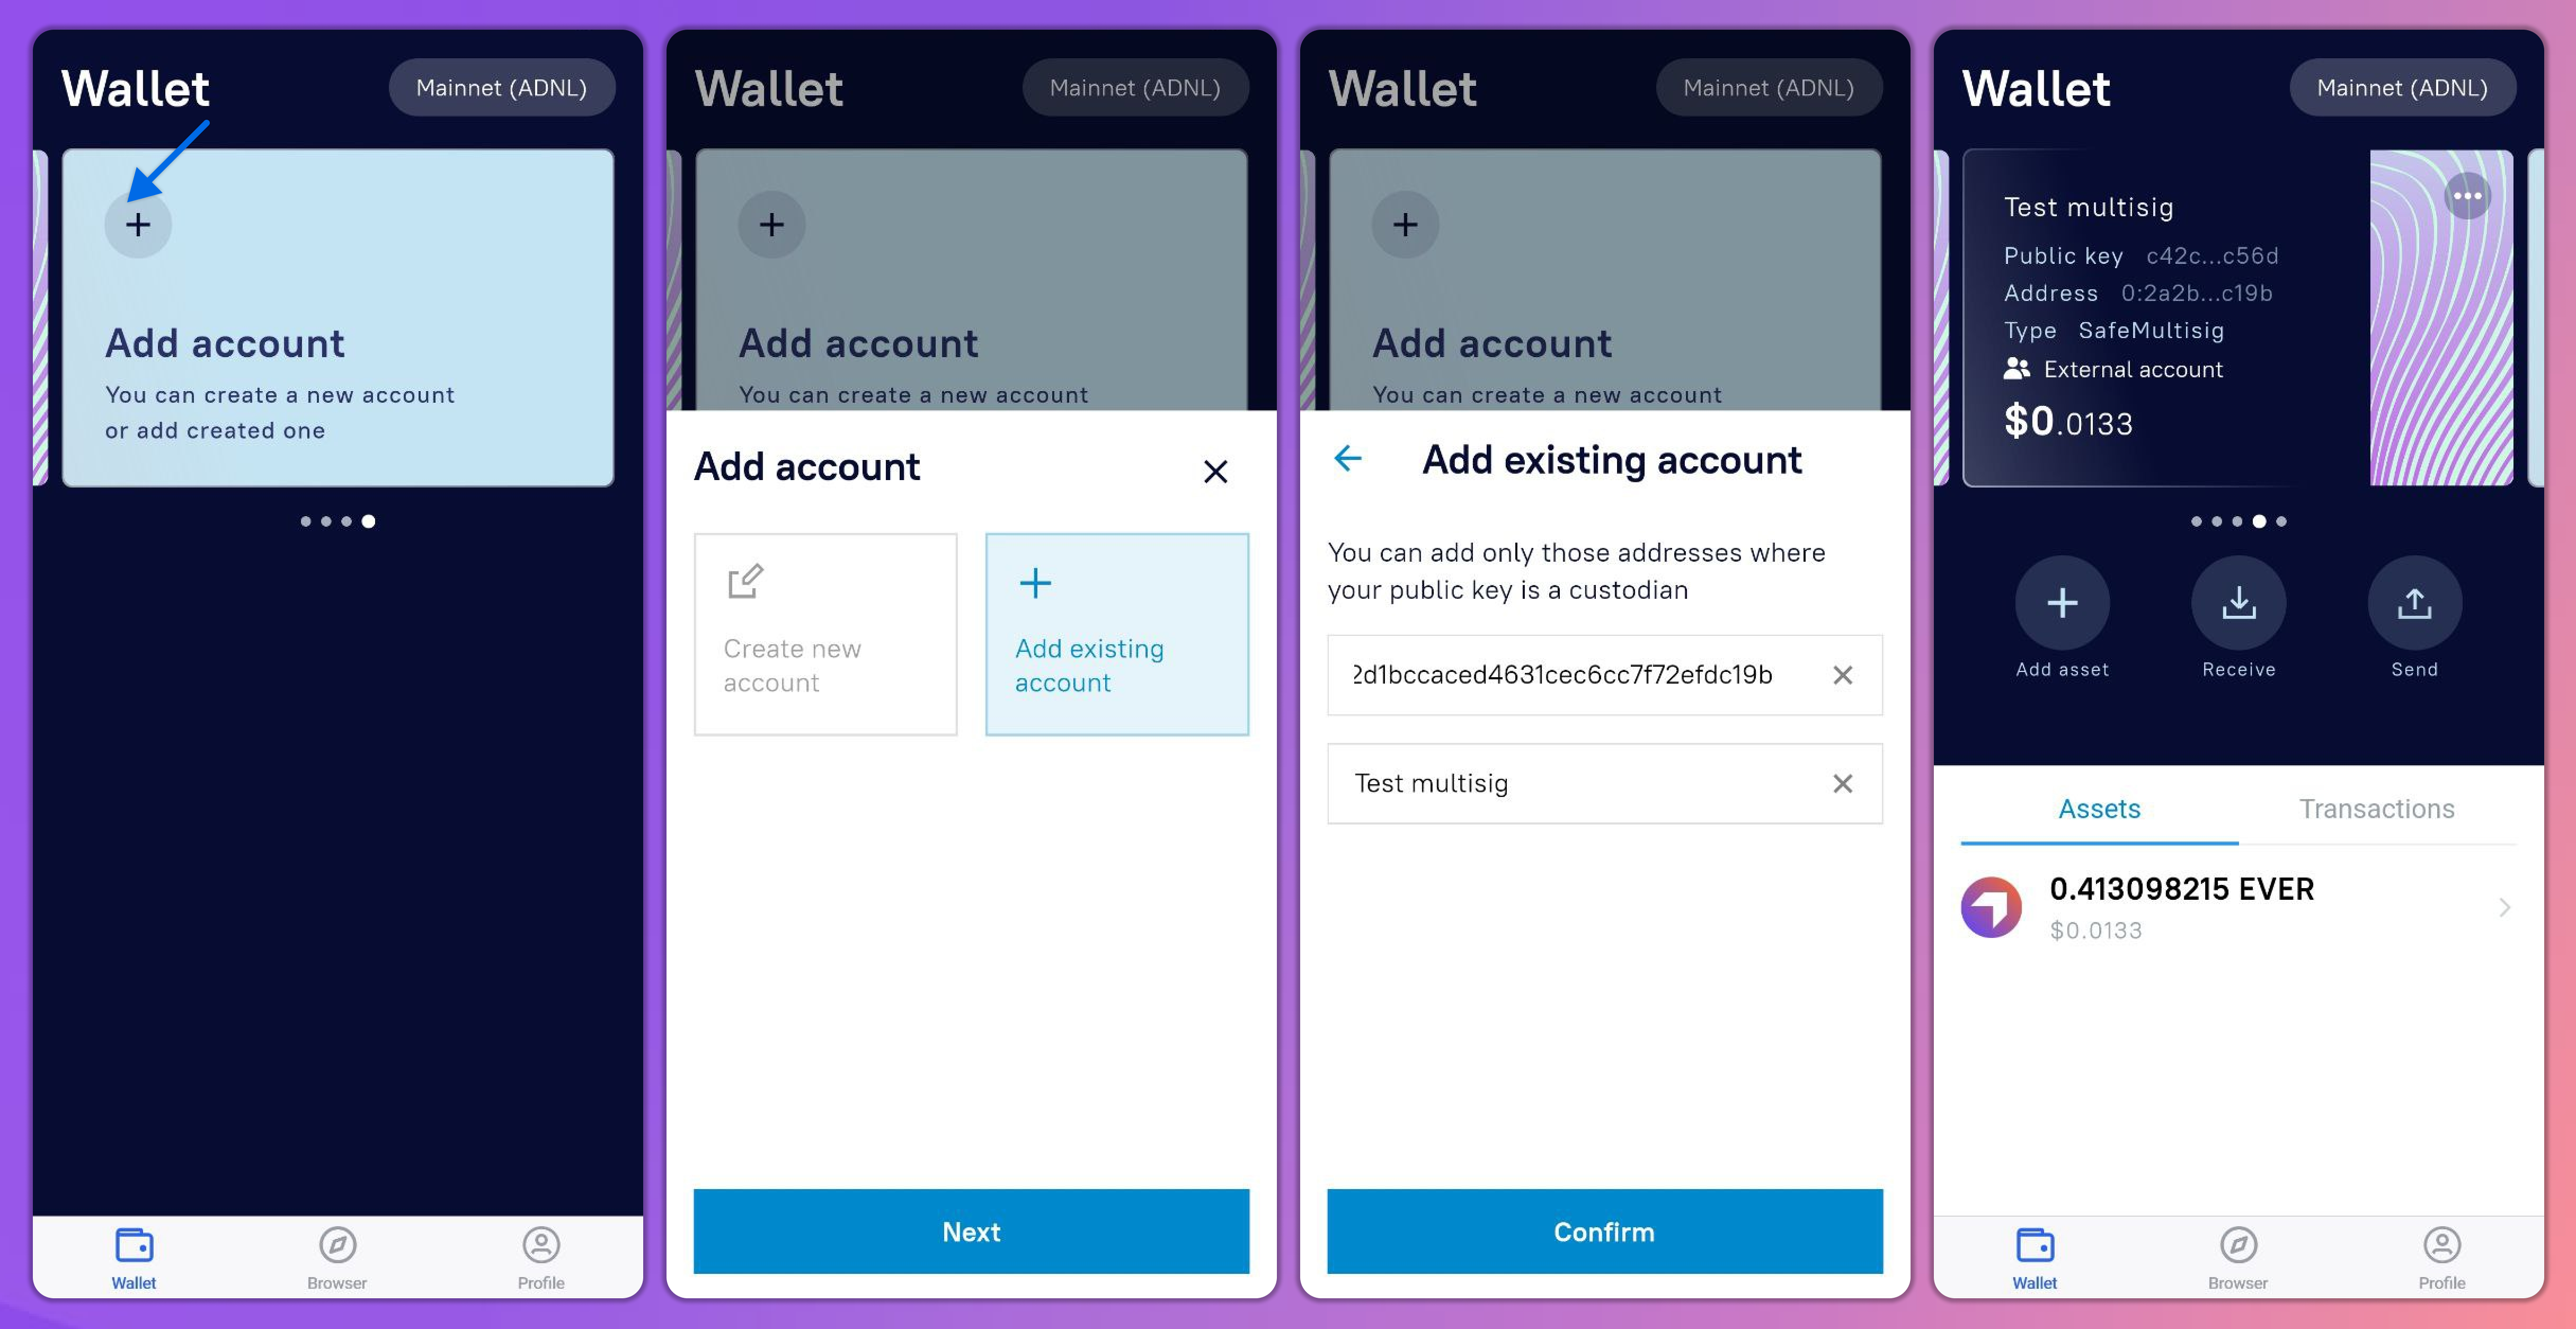 Wallet
Mainnet (ADNL)
Add account
You can create a new account
or add created one
Wallet
Browser
Profile
Wallet
Mainnet (ADNL)
Add account
You can create a new account
Add account
Create new
account
Add existing
account
Next
Wallet
Mainnet (ADNL)
Add account
You can create a new account
Add existing account
You can add only those addresses where
your public key is a custodian
2d1bccaced4631cec6cc7f72efdc19b
Test multisig
Confirm
Wallet
Mainnet (ADNL)
Test multisig
Public key c42c...c56d
Address 0:2a2b...c19b
Type SafeMultisig
External account
$0.0133
Add asset
Receive
Send
Assets
Transactions
0.413098215 EVER
$0.0133
Wallet
Browser
Profile